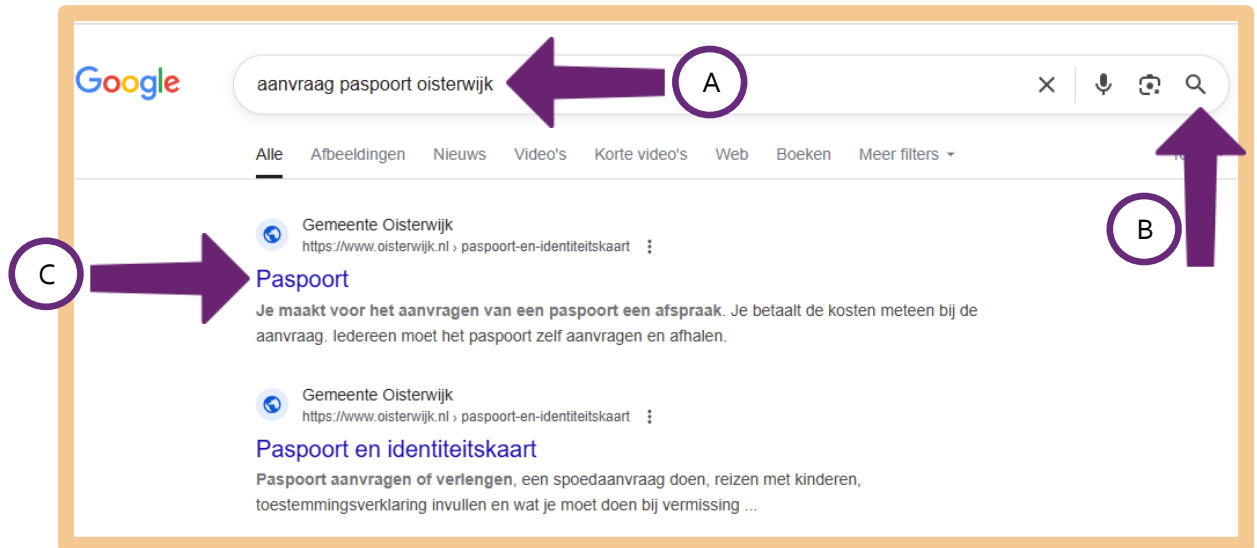 Google
aanvraag paspoort oisterwijk
A
Alle Afbeeldingen Nieuws Video's Korte video's Web Boeken Meer filters
B
Gemeente Oisterwijk
https://www.oisterwijk.nl › paspoort-en-identiteitskaart
C
Paspoort
Je maakt voor het aanvragen van een paspoort een afspraak. Je betaalt de kosten meteen bij de
aanvraag. Iedereen moet het paspoort zelf aanvragen en afhalen.
Gemeente Oisterwijk
https://www.oisterwijk.nl › paspoort-en-identiteitskaart
Paspoort en identiteitskaart
Paspoort aanvragen of verlengen, een spoedaanvraag doen, reizen met kinderen,
toestemmingsverklaring invullen en wat je moet doen bij vermissing ...